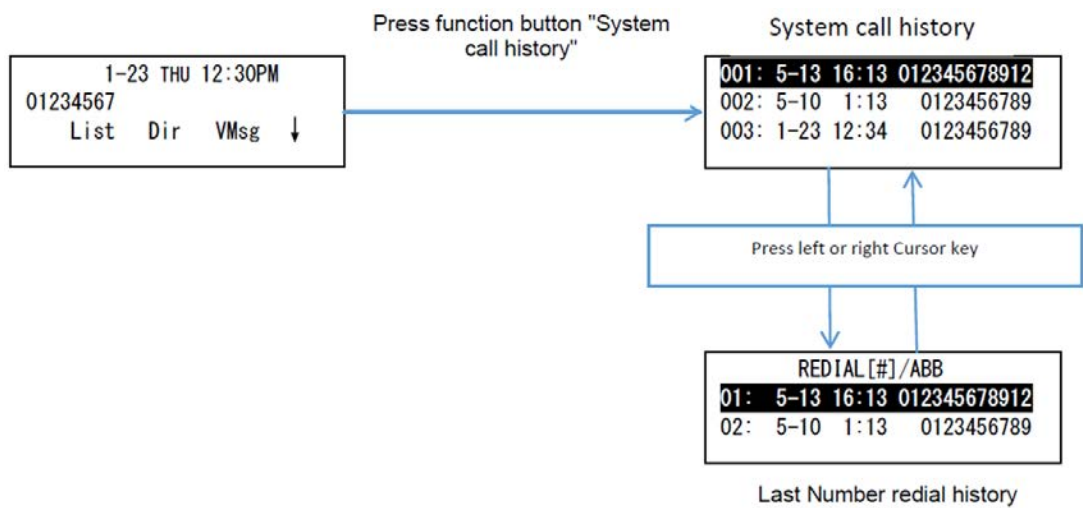 Press function button "System
call history"
System call history
1-23 THU 12:30PM
01234567
List Dir VMsg ↓
001: 5-13 16:13 012345678912
002: 5-10 1:13 0123456789
003: 1-23 12:34 0123456789
Press left or right Cursor key
REDIAL[#]/ABB
01: 5-13 16:13 012345678912
02: 5-10 1:13 0123456789
Last Number redial history